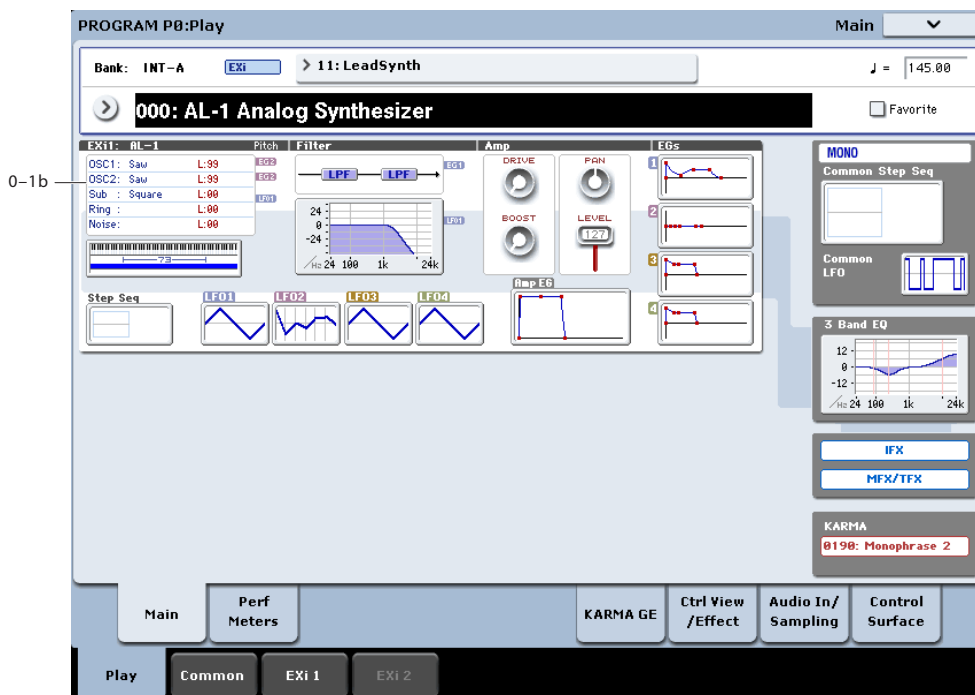 PROGRAM P0:Play Main
Bank: INT-A EXi > 11: LeadSynth ♩ = 145.00
000: AL-1 Analog Synthesizer Favorite
EXi1: AL-1 Pitch Filter Amp EGs
OSC1: Saw L:99 EG2
OSC2: Saw L:99 EG2
Sub : Square L:00 LFO1
Ring : L:00
Noise: L:00
0-1b
73
LPF LPF EG1
LFO1
24
0
-24
/Hz 24 100 1k 24k
DRIVE PAN
BOOST LEVEL
127
1
2
3
4
Step Seq LFO1 LFO2 LFO3 LFO4 Amp EG
MONO
Common Step Seq
Common
LFO
3 Band EQ
12
0
-12
/Hz 24 100 1k 24k
IFX
MFX/TFX
KARMA
0190: Monophrase 2
Main Perf
Meters KARMA GE Ctrl View
/Effect Audio In/
Sampling Control
Surface
Play Common EXi 1 EXi 2